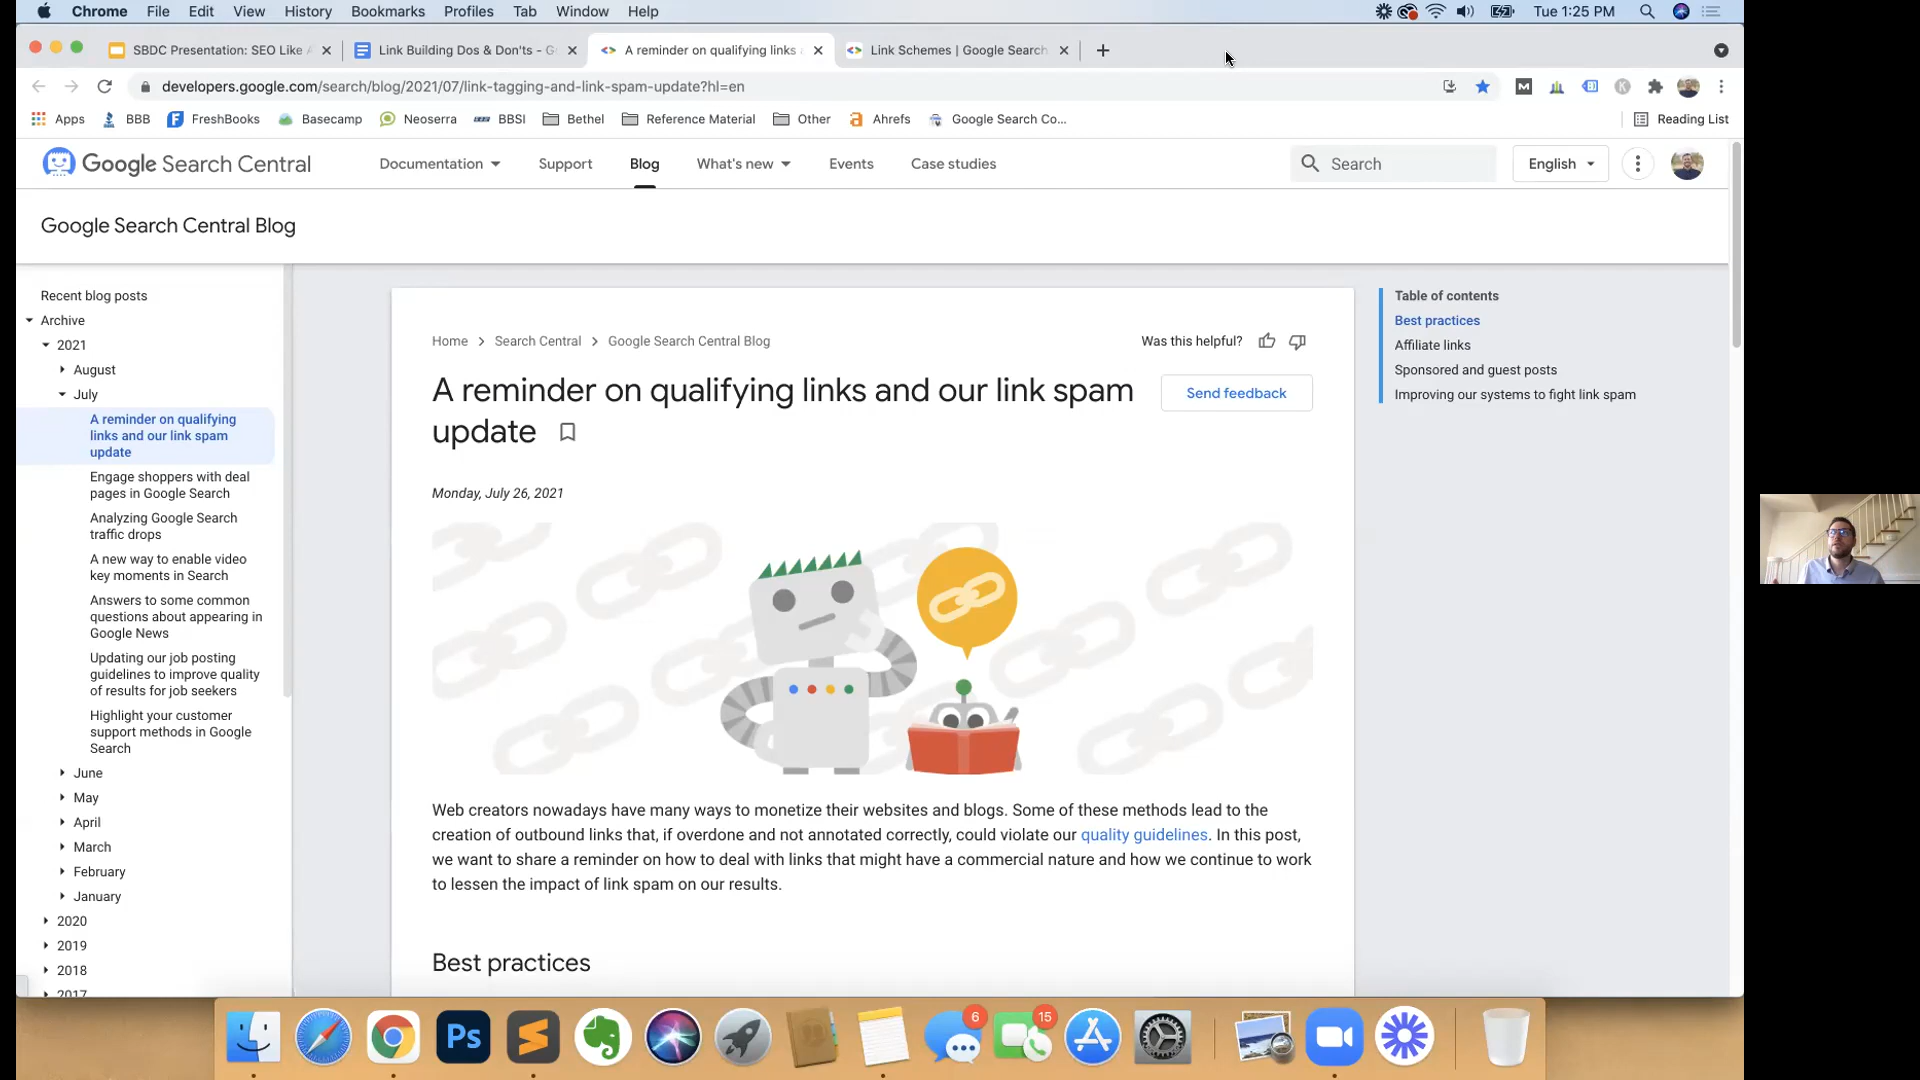 Chrome File Edit View History Bookmarks Profiles Tab Window Help
Tue 1:25 PM
SBDC Presentation: SEO Like
Link Building Dos & Don'ts - G
A reminder on qualifying links
Link Schemes | Google Search
developers.google.com/search/blog/2021/07/link-tagging-and-link-spam-update?hl=en
Apps BBB FreshBooks Basecamp Neoserra BBSI Bethel Reference Material Other Ahrefs Google Search Co...
Reading List
Google Search Central
Documentation Support Blog What's new Events Case studies
Search
English
Google Search Central Blog
Recent blog posts
Archive
2021
August
July
A reminder on qualifying
links and our link spam
update
Engage shoppers with deal
pages in Google Search
Analyzing Google Search
traffic drops
A new way to enable video
key moments in Search
Answers to some common
questions about appearing in
Google News
Updating our job posting
guidelines to improve quality
of results for job seekers
Highlight your customer
support methods in Google
Search
June
May
April
March
February
January
2020
2019
2018
2017
Home > Search Central > Google Search Central Blog
Was this helpful?
A reminder on qualifying links and our link spam
update
Send feedback
Monday, July 26, 2021
Web creators nowadays have many ways to monetize their websites and blogs. Some of these methods lead to the
creation of outbound links that, if overdone and not annotated correctly, could violate our quality guidelines. In this post,
we want to share a reminder on how to deal with links that might have a commercial nature and how we continue to work
to lessen the impact of link spam on our results.
Best practices
Table of contents
Best practices
Affiliate links
Sponsored and guest posts
Improving our systems to fight link spam
Ps
6
15